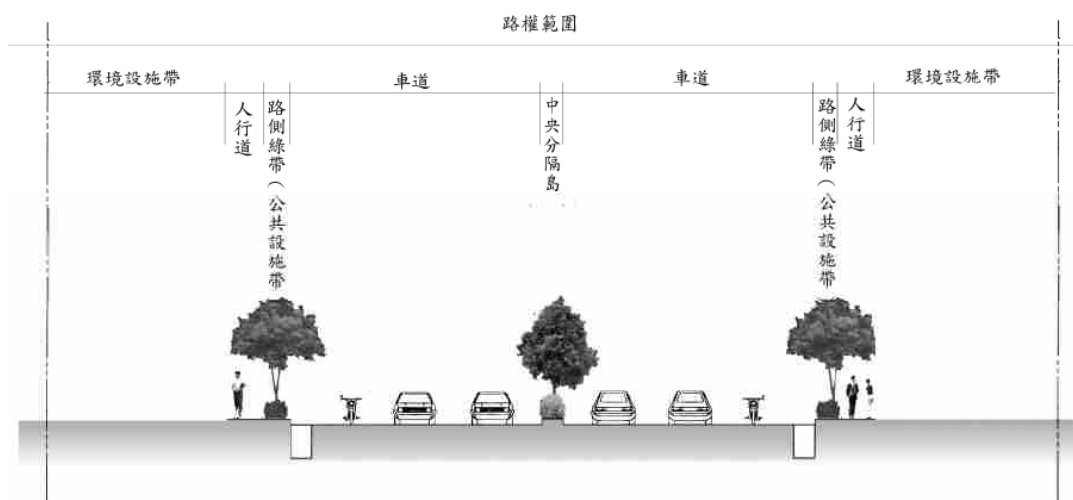 路權範圍
環境設施帶
人行道
路側綠帶(公共設施帶
車道
中央分隔島
車道
路側綠帶(公共設施帶
人行道
環境設施帶